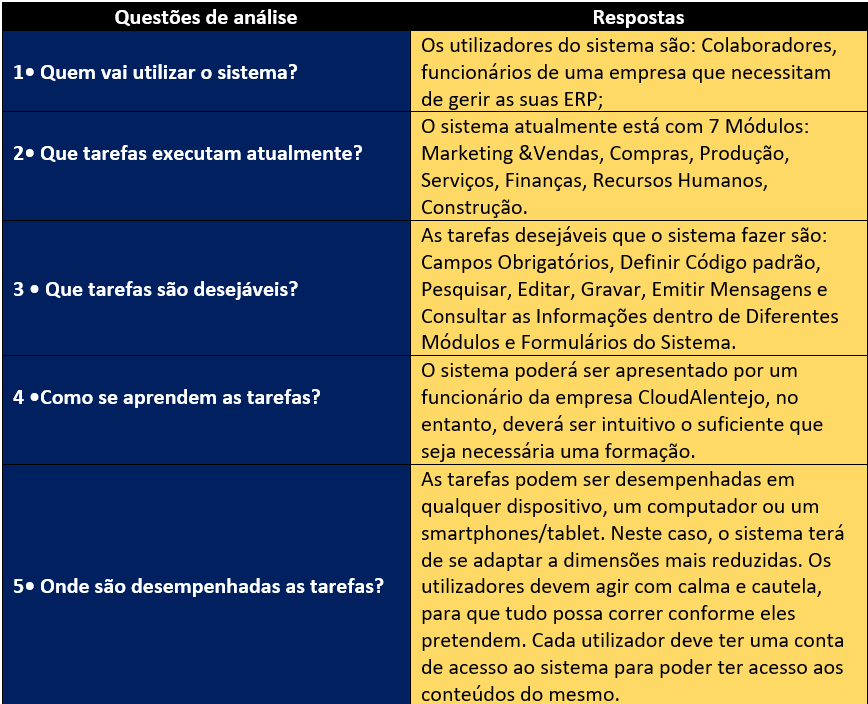 Questões de análise
Respostas
1• Quem vai utilizar o sistema?
Os utilizadores do sistema são: Colaboradores,
funcionários de uma empresa que necessitam
de gerir as suas ERP;
2• Que tarefas executam atualmente?
O sistema atualmente está com 7 Módulos:
Marketing &Vendas, Compras, Produção,
Serviços, Finanças, Recursos Humanos,
Construção.
3 • Que tarefas são desejáveis?
As tarefas desejáveis que o sistema fazer são:
Campos Obrigatórios, Definir Código padrão,
Pesquisar, Editar, Gravar, Emitir Mensagens e
Consultar as Informações dentro de Diferentes
Módulos e Formulários do Sistema.
4 •Como se aprendem as tarefas?
O sistema poderá ser apresentado por um
funcionário da empresa CloudAlentejo, no
entanto, deverá ser intuitivo o suficiente que
seja necessária uma formação.
5• Onde são desempenhadas as tarefas?
As tarefas podem ser desempenhadas em
qualquer dispositivo, um computador ou um
smartphones/tablet. Neste caso, o sistema terá
de se adaptar a dimensões mais reduzidas. Os
utilizadores devem agir com calma e cautela,
para que tudo possa correr conforme eles
pretendem. Cada utilizador deve ter uma conta
de acesso ao sistema para poder ter acesso aos
conteúdos do mesmo.